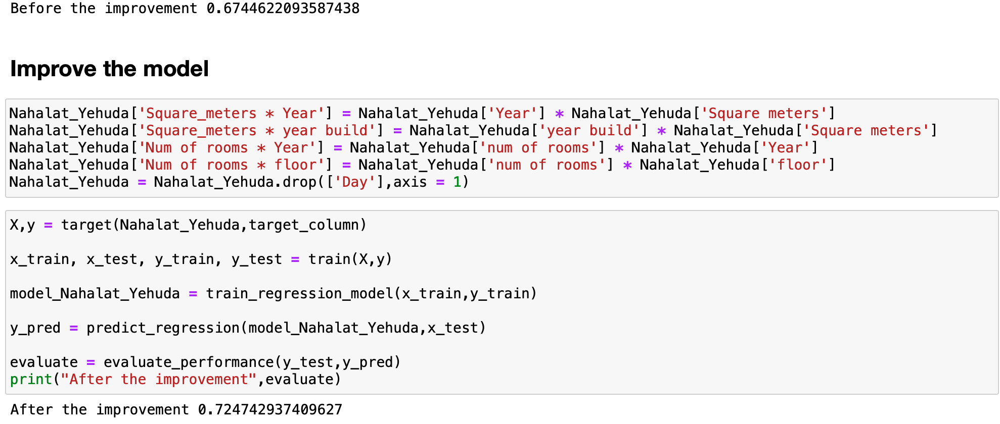 Before the improvement 0.6744622093587438
Improve the model
Nahalat_Yehuda['Square_meters * Year'] = Nahalat_Yehuda['Year'] * Nahalat_Yehuda['Square meters']
Nahalat_Yehuda['Square_meters * year build'] = Nahalat_Yehuda['year build'] * Nahalat_Yehuda['Square meters']
Nahalat_Yehuda['Num of rooms * Year'] = Nahalat_Yehuda['num of rooms'] * Nahalat_Yehuda['Year']
Nahalat_Yehuda['Num of rooms * floor'] = Nahalat_Yehuda['num of rooms'] * Nahalat_Yehuda['floor']
Nahalat_Yehuda = Nahalat_Yehuda.drop(['Day'],axis = 1)
X,y = target(Nahalat_Yehuda,target_column)
x_train, x_test, y_train, y_test = train(X,y)
model_Nahalat_Yehuda = train_regression_model(x_train,y_train)
y_pred = predict_regression(model_Nahalat_Yehuda,x_test)
evaluate = evaluate_performance(y_test,y_pred)
print("After the improvement",evaluate)
After the improvement 0.724742937409627